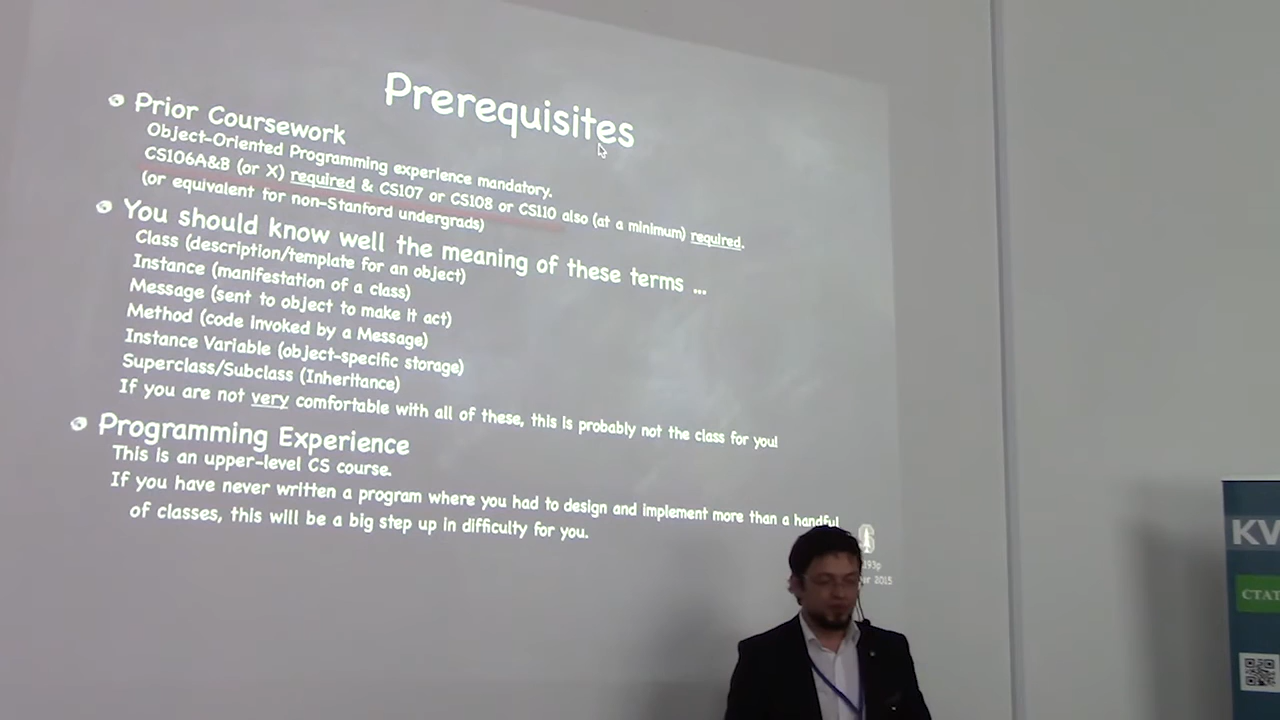 Prerequisites
Prior Coursework
Object-Oriented Programming experience mandatory.
CS106A&B (or X) required & CS107 or CS108 or CS110 also (at a minimum) required.
(or equivalent for non-Stanford undergrads)
You should know well the meaning of these terms ...
Class (description/template for an object)
Instance (manifestation of a class)
Message (sent to object to make it act)
Method (code invoked by a Message)
Instance Variable (object-specific storage)
Superclass/Subclass (Inheritance)
If you are not very comfortable with all of these, this is probably not the class for you!
Programming Experience
This is an upper-level CS course.
If you have never written a program where you had to design and implement more than a handful
of classes, this will be a big step up in difficulty for you.
2015
KV
СТАТ